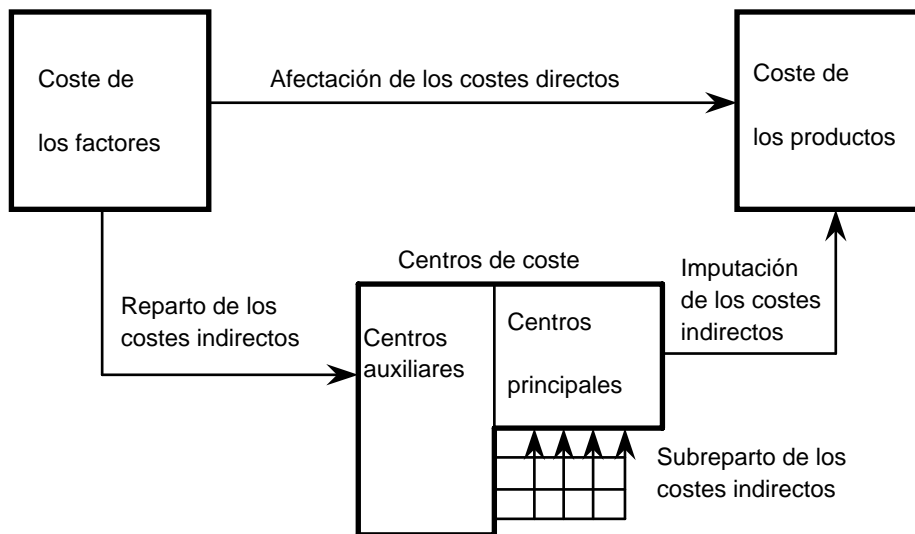 Coste de
los factores
Afectación de los costes directos
Coste de
los productos
Centros de coste
Reparto de los
costes indirectos
Centros
auxiliares
Centros
principales
Imputación
de los costes
indirectos
Subreparto de los
costes indirectos